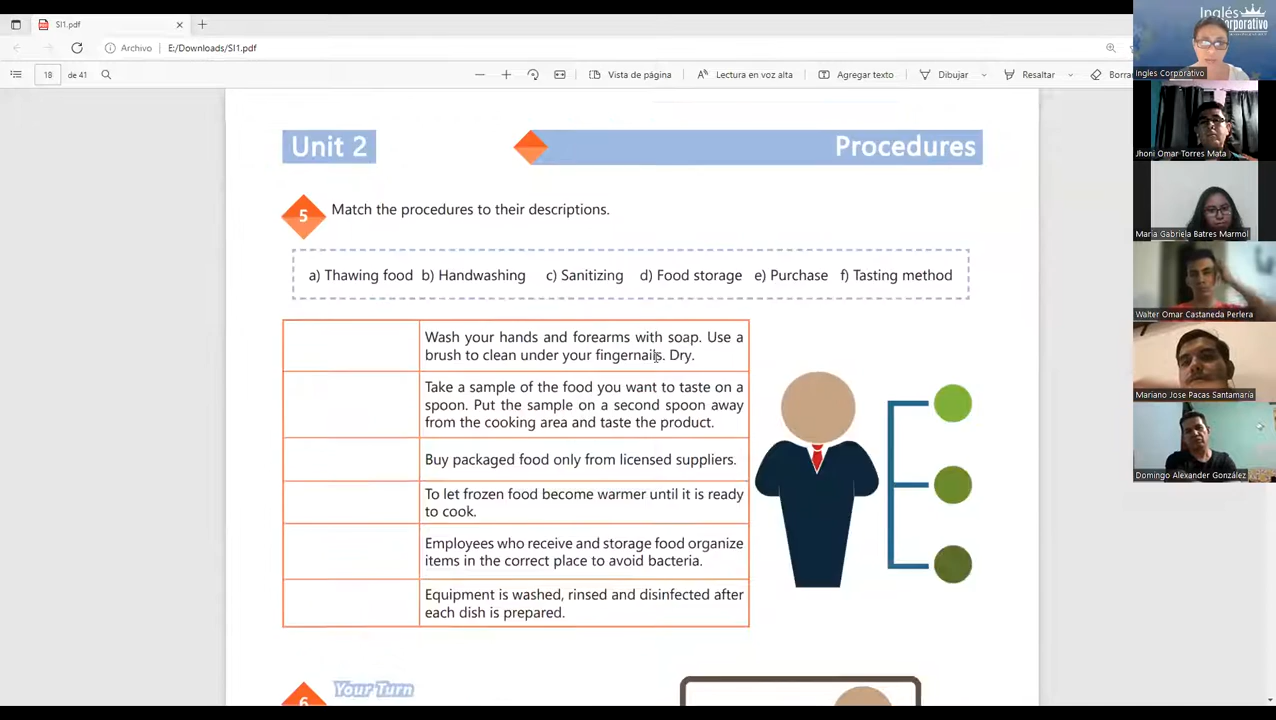 SI1.pdf
Archivo
E:/Downloads/SI1.pdf
18
de 41
Vista de página
Lectura en voz alta
Agregar texto
Dibujar
Resaltar
Borrar
Unit 2
Procedures
5
Match the procedures to their descriptions.
a) Thawing food b) Handwashing c) Sanitizing d) Food storage e) Purchase f) Tasting method
Wash your hands and forearms with soap. Use a
brush to clean under your fingernails. Dry.
Take a sample of the food you want to taste on a
spoon. Put the sample on a second spoon away
from the cooking area and taste the product.
Buy packaged food only from licensed suppliers.
To let frozen food become warmer until it is ready
to cook.
Employees who receive and storage food organize
items in the correct place to avoid bacteria.
Equipment is washed, rinsed and disinfected after
each dish is prepared.
6
Your Turn
Inglés
Corporativo
Ingles Corporativo
Jhoni Omar Torres Mata
Maria Gabriela Batres Marmol
Walter Omar Castaneda Perlera
Mariano Jose Pacas Santamaría
Domingo Alexander González